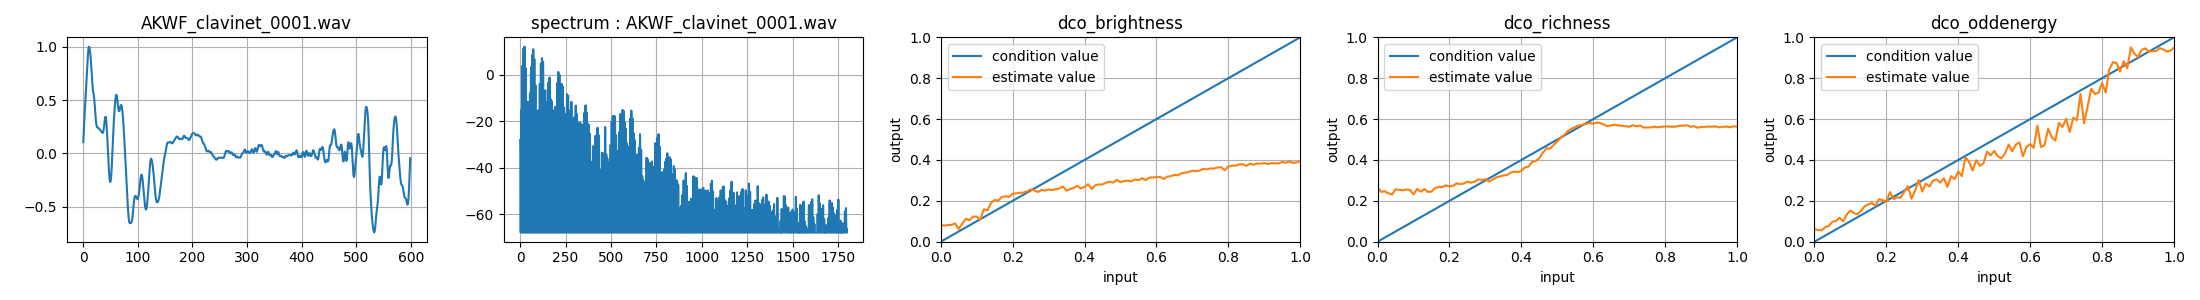 AKWF_clavinet_0001.wav
1.0
0.5
0.0
−0.5
0 100 200 300 400 500 600
spectrum : AKWF_clavinet_0001.wav
0
−20
−40
−60
0 250 500 750 1000 1250 1500 1750
dco_brightness
condition value
estimate value
output
1.0
0.8
0.6
0.4
0.2
0.0
0.0 0.2 0.4 0.6 0.8 1.0
input
dco_richness
condition value
estimate value
output
1.0
0.8
0.6
0.4
0.2
0.0
0.0 0.2 0.4 0.6 0.8 1.0
input
dco_oddenergy
condition value
estimate value
output
1.0
0.8
0.6
0.4
0.2
0.0
0.0 0.2 0.4 0.6 0.8 1.0
input